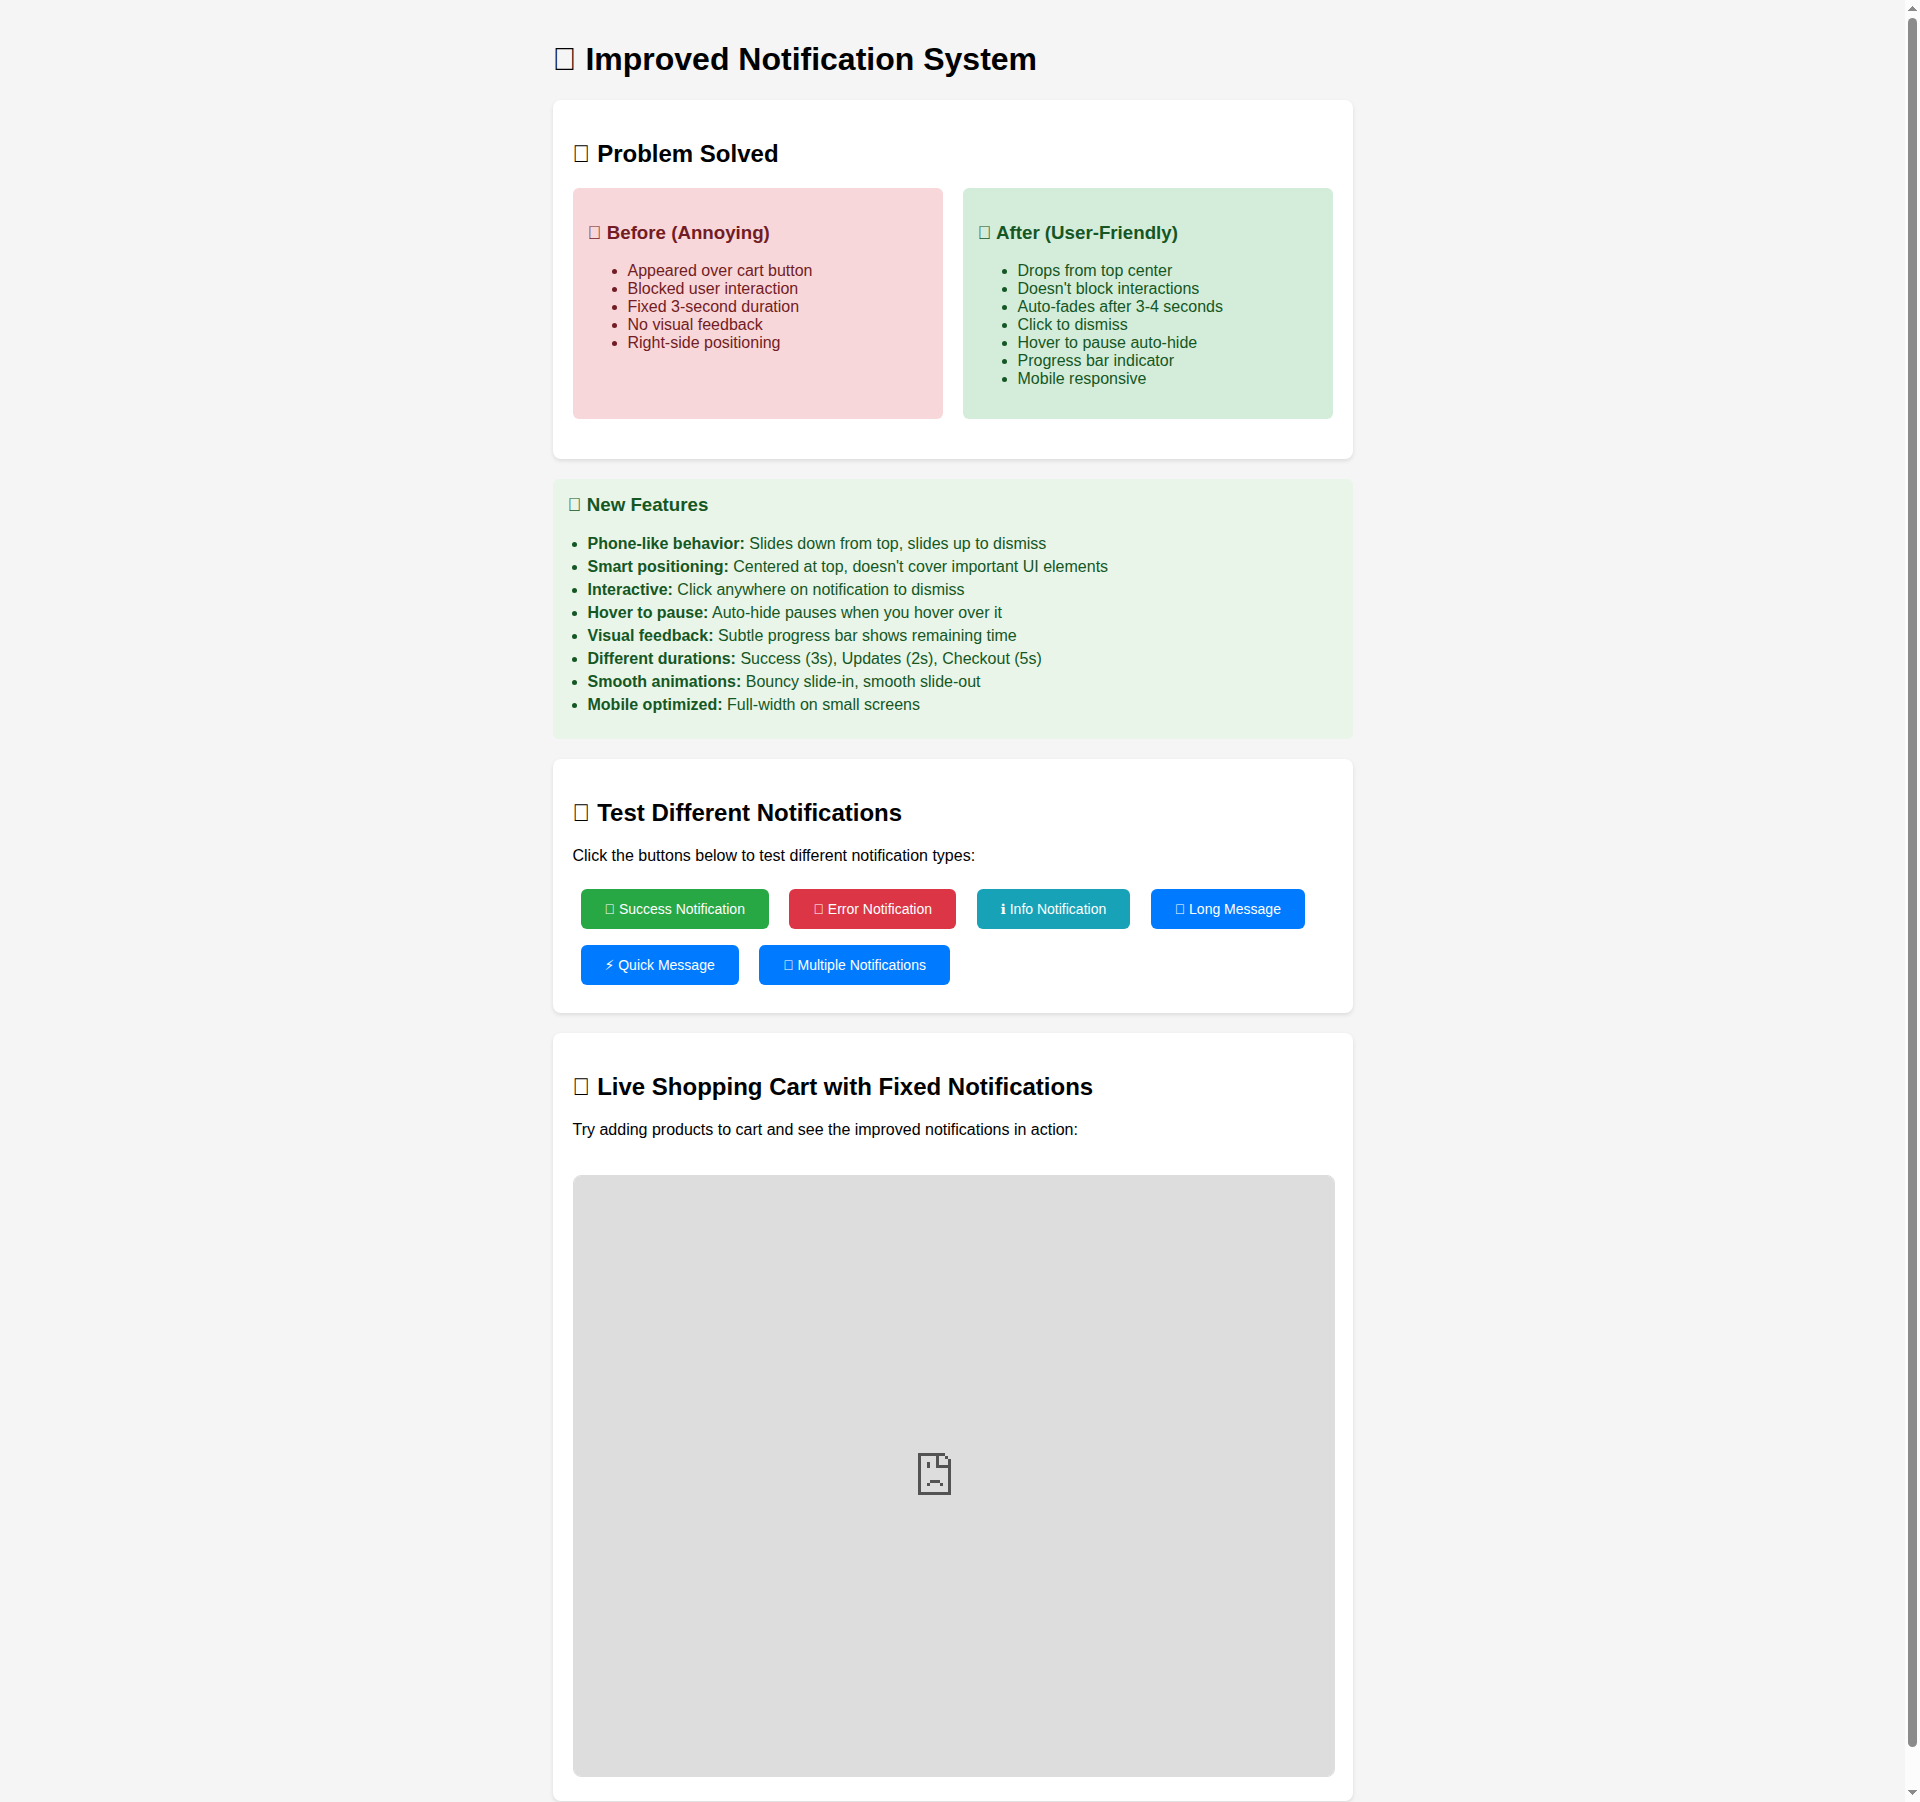 Improved Notification System
Problem Solved
Before (Annoying)
Appeared over cart button
Blocked user interaction
Fixed 3-second duration
No visual feedback
Right-side positioning
After (User-Friendly)
Drops from top center
Doesn't block interactions
Auto-fades after 3-4 seconds
Click to dismiss
Hover to pause auto-hide
Progress bar indicator
Mobile responsive
New Features
Phone-like behavior: Slides down from top, slides up to dismiss
Smart positioning: Centered at top, doesn't cover important UI elements
Interactive: Click anywhere on notification to dismiss
Hover to pause: Auto-hide pauses when you hover over it
Visual feedback: Subtle progress bar shows remaining time
Different durations: Success (3s), Updates (2s), Checkout (5s)
Smooth animations: Bouncy slide-in, smooth slide-out
Mobile optimized: Full-width on small screens
Test Different Notifications
Click the buttons below to test different notification types:
Success Notification
Error Notification
ℹ Info Notification
Long Message
⚡ Quick Message
Multiple Notifications
Live Shopping Cart with Fixed Notifications
Try adding products to cart and see the improved notifications in action: